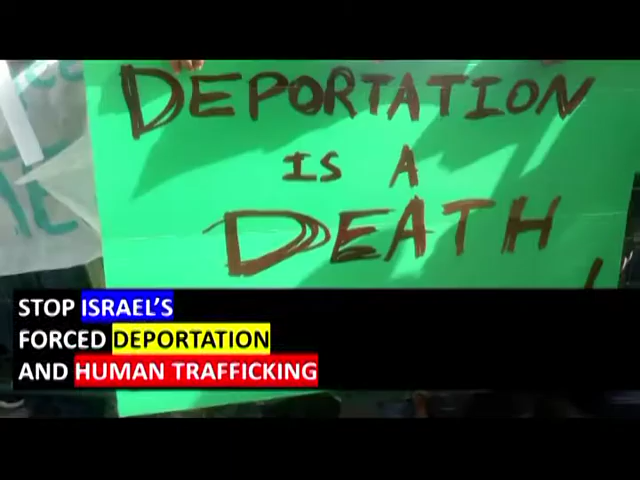 DEPORTATION
IS A
DEATH
STOP ISRAEL'S
FORCED DEPORTATION
AND HUMAN TRAFFICKING